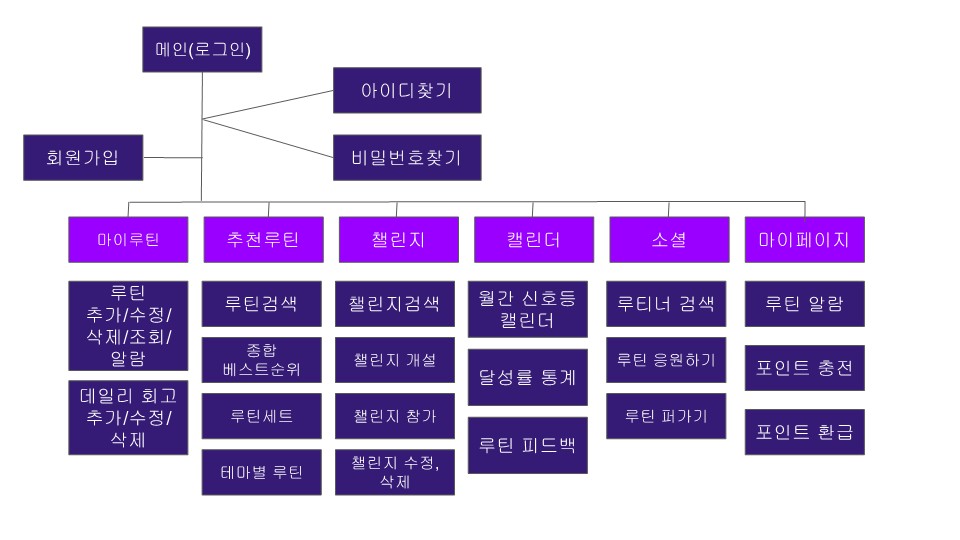 메인(로그인)
아이디찾기
회원가입
비밀번호찾기
마이루틴
추천루틴
챌린지
캘린더
소셜
마이페이지
루틴
추가/수정/
삭제/조회/
알람
데일리 회고
추가/수정/
삭제
루틴검색
종합
베스트순위
루틴세트
테마별 루틴
챌린지검색
챌린지 개설
챌린지 참가
챌린지 수정,
삭제
월간 신호등
캘린더
달성률 통계
루틴 피드백
루티너 검색
루틴 응원하기
루틴 퍼가기
루틴 알람
포인트 충전
포인트 환급